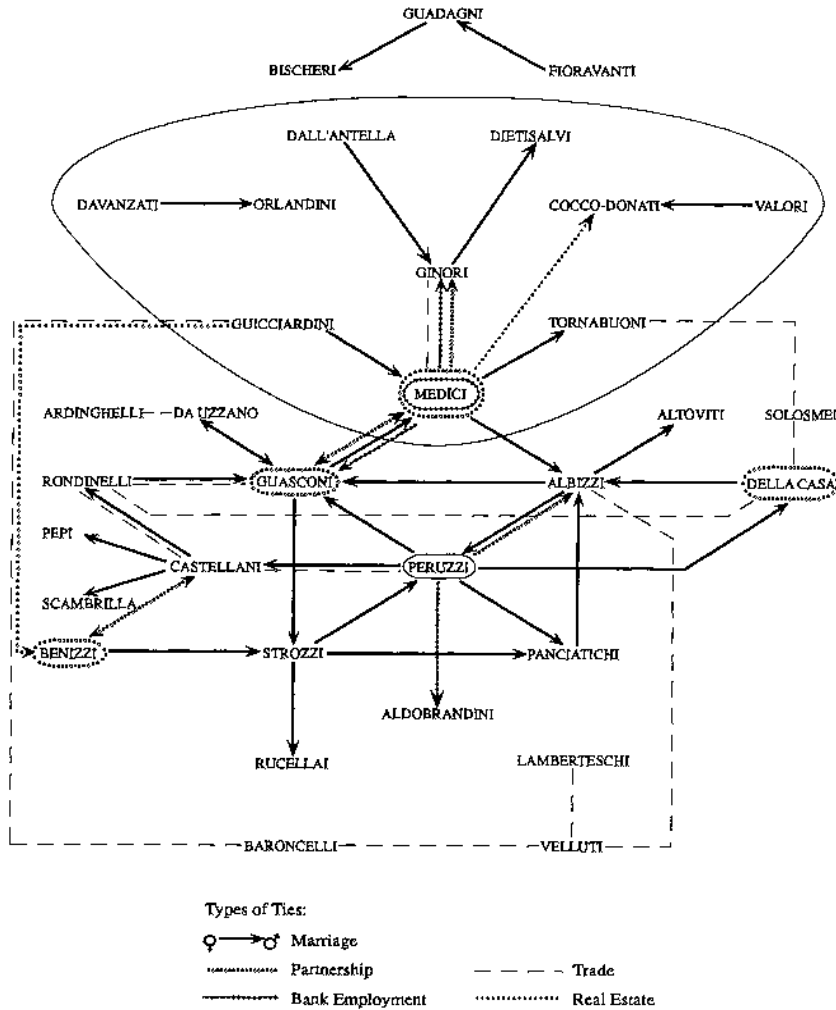 GUADAGNI
BISCHERI FIORAVANTI
DALL'ANTELLA DIETISALVI
DAVANZATI ORLANDINI COCCO-DONATI VALORI
GINORI
GUICCIARDINI TORNABUONI
MEDICI
ARDINGHELLI DA UZZANO ALTOVITI SOLOSMEI
RONDINELLI GUASCONI ALBIZZI DELLA CASA
PEPI
CASTELLANI PERUZZI
SCAMBRILLA
BENIZZI STROZZI PANCIATICHI
ALDOBRANDINI
RUCELLAI LAMBERTESCHI
BARONCELLI VELLUTI
Types of Ties:
♀ ♂ Marriage
Partnership Trade
Bank Employment Real Estate